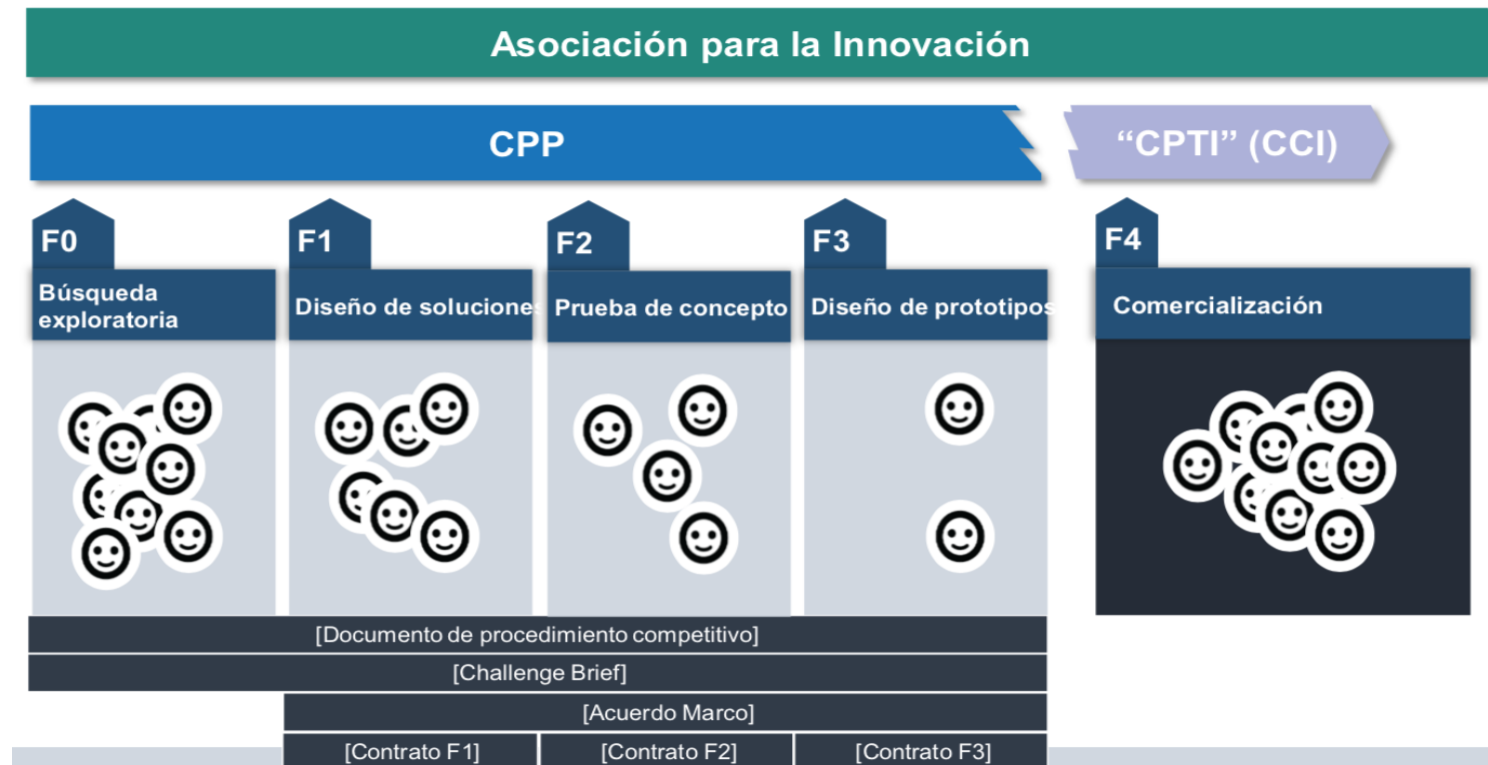 Asociación para la Innovación
CPP
“CPTI” (CCI)
F0
F1
F2
F3
F4
Búsqueda
exploratoria
Diseño de soluciones
Prueba de concepto
Diseño de prototipos
Comercialización
[Documento de procedimiento competitivo]
[Challenge Brief]
[Acuerdo Marco]
[Contrato F1]
[Contrato F2]
[Contrato F3]